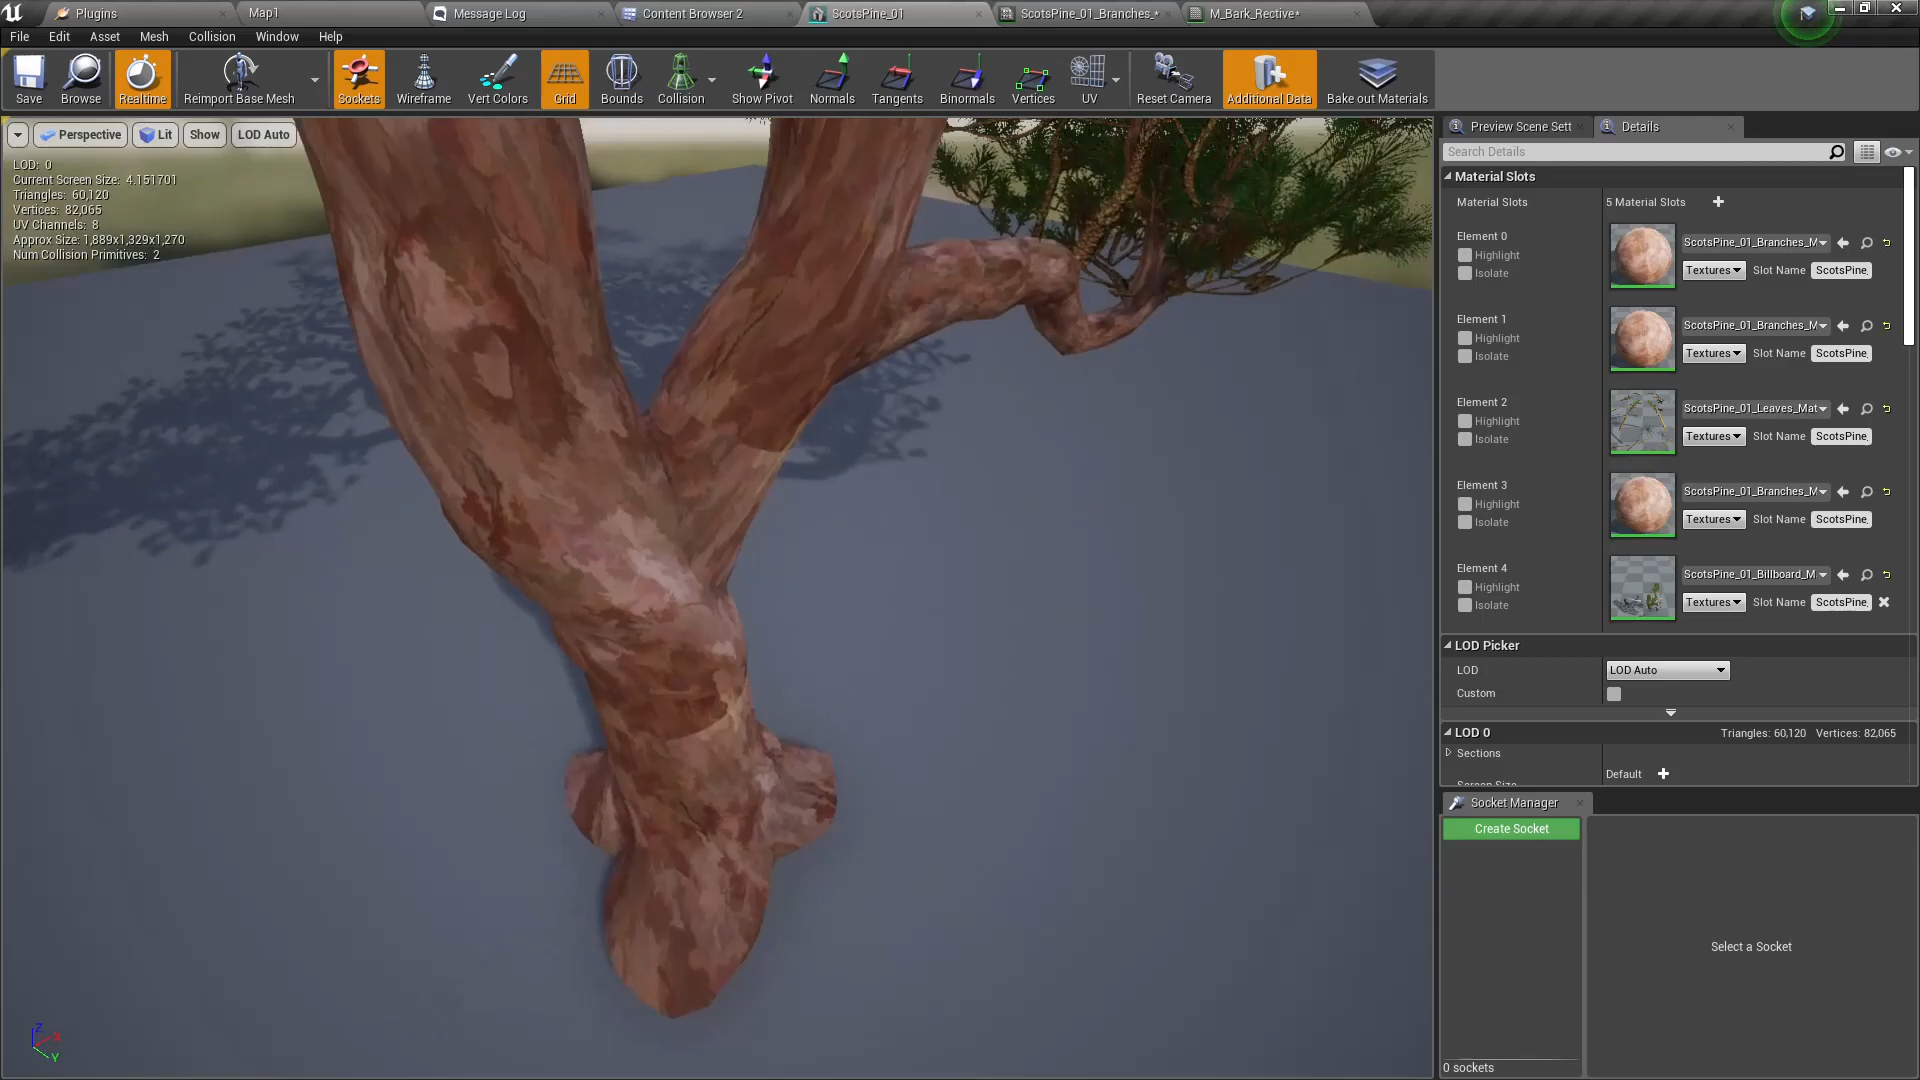 Plugins
Map1
Message Log
Content Browser 2
ScotsPine_01
ScotsPine_01_Branches_*
M_Bark_Rective*
File Edit Asset Mesh Collision Window Help
Save
Browse
Realtime
Reimport Base Mesh
Sockets
Wireframe
Vert Colors
Grid
Bounds
Collision
Show Pivot
Normals
Tangents
Binormals
Vertices
UV
Reset Camera
Additional Data
Bake out Materials
Perspective
Lit
Show
LOD Auto
LOD: 0
Current Screen Size: 4.151701
Triangles: 60,120
Vertices: 82,065
UV Channels: 8
Approx Size: 1,889x1,329x1,270
Num Collision Primitives: 2
Z
X
Y
Preview Scene Sett
Details
Search Details
Material Slots
Material Slots
5 Material Slots
Element 0
Highlight
Isolate
ScotsPine_01_Branches_M
Textures Slot Name ScotsPine_
Element 1
Highlight
Isolate
ScotsPine_01_Branches_M
Textures Slot Name ScotsPine_
Element 2
Highlight
Isolate
ScotsPine_01_Leaves_Mat
Textures Slot Name ScotsPine_
Element 3
Highlight
Isolate
ScotsPine_01_Branches_M
Textures Slot Name ScotsPine_
Element 4
Highlight
Isolate
ScotsPine_01_Billboard_M
Textures Slot Name ScotsPine_
LOD Picker
LOD
LOD Auto
Custom
LOD 0
Triangles: 60,120 Vertices: 82,065
Sections
Screen Size
Default
Socket Manager
Create Socket
Select a Socket
0 sockets